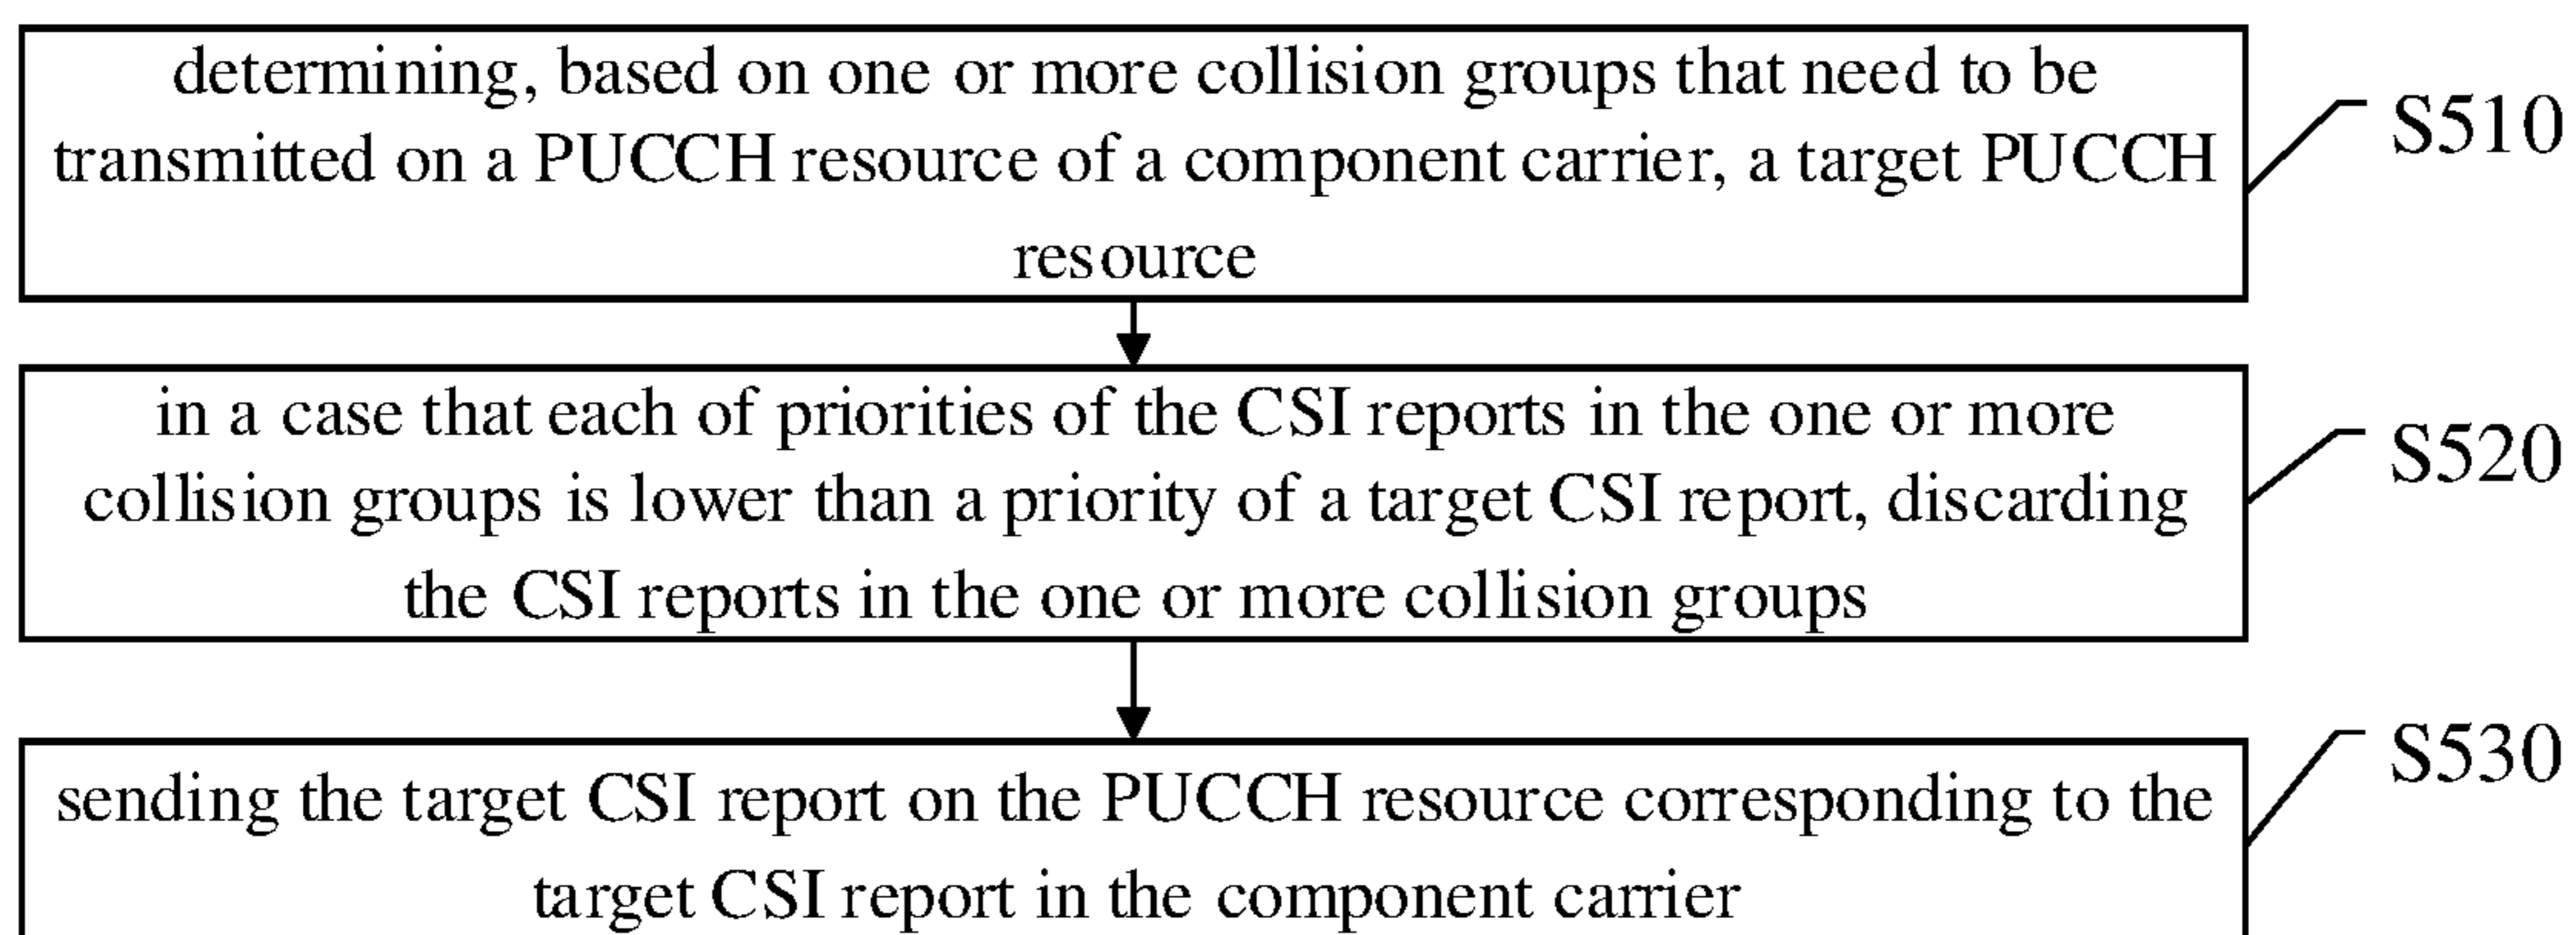 determining, based on one or more collision groups that need to be
transmitted on a PUCCH resource of a component carrier, a target PUCCH
resource
S510
in a case that each of priorities of the CSI reports in the one or more
collision groups is lower than a priority of a target CSI report, discarding
the CSI reports in the one or more collision groups
S520
sending the target CSI report on the PUCCH resource corresponding to the
target CSI report in the component carrier
S530